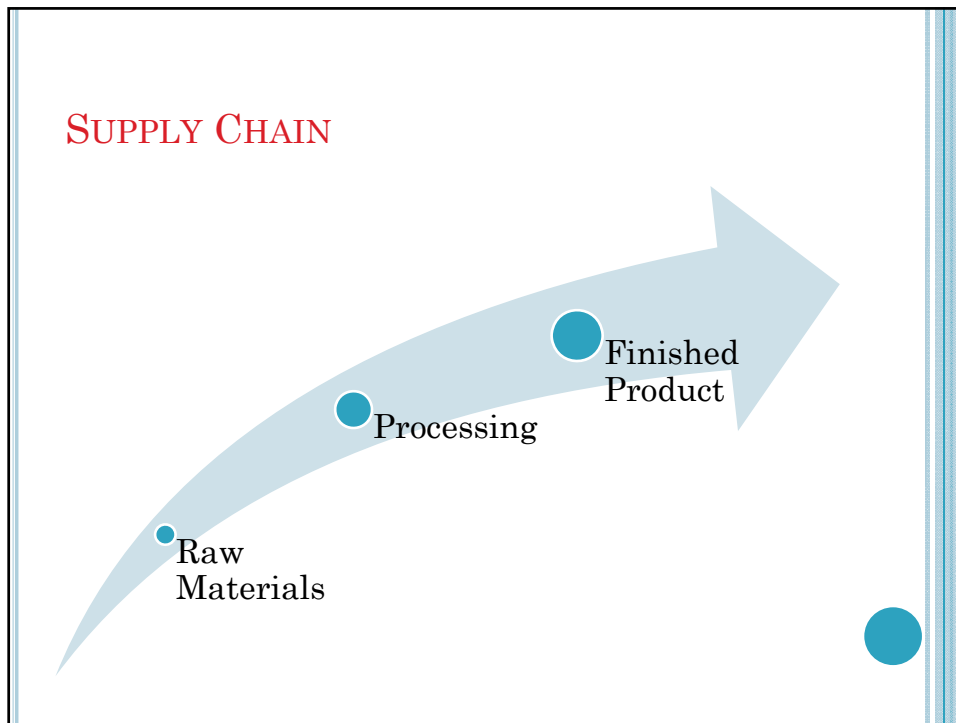 SUPPLY CHAIN
Finished
Product
Processing
Raw
Materials